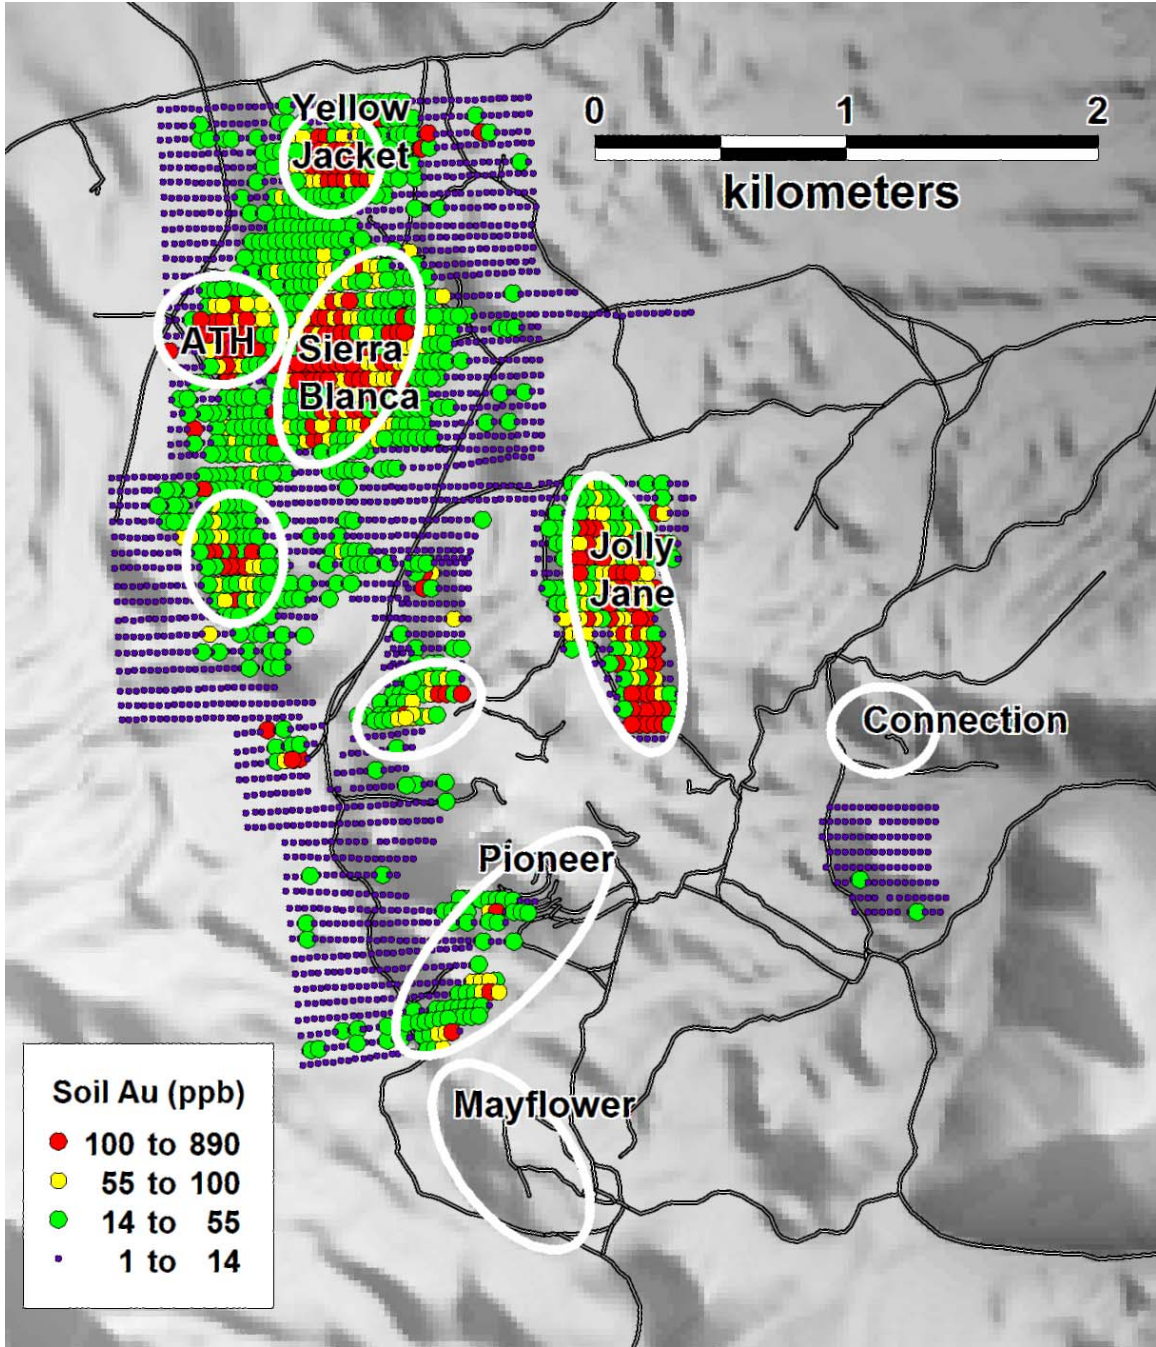 Yellow
Jacket
0 1 2
kilometers
ATH
Sierra
Blanca
Jolly
Jane
Connection
Pioneer
Mayflower
Soil Au (ppb)
100 to 890
55 to 100
14 to 55
1 to 14